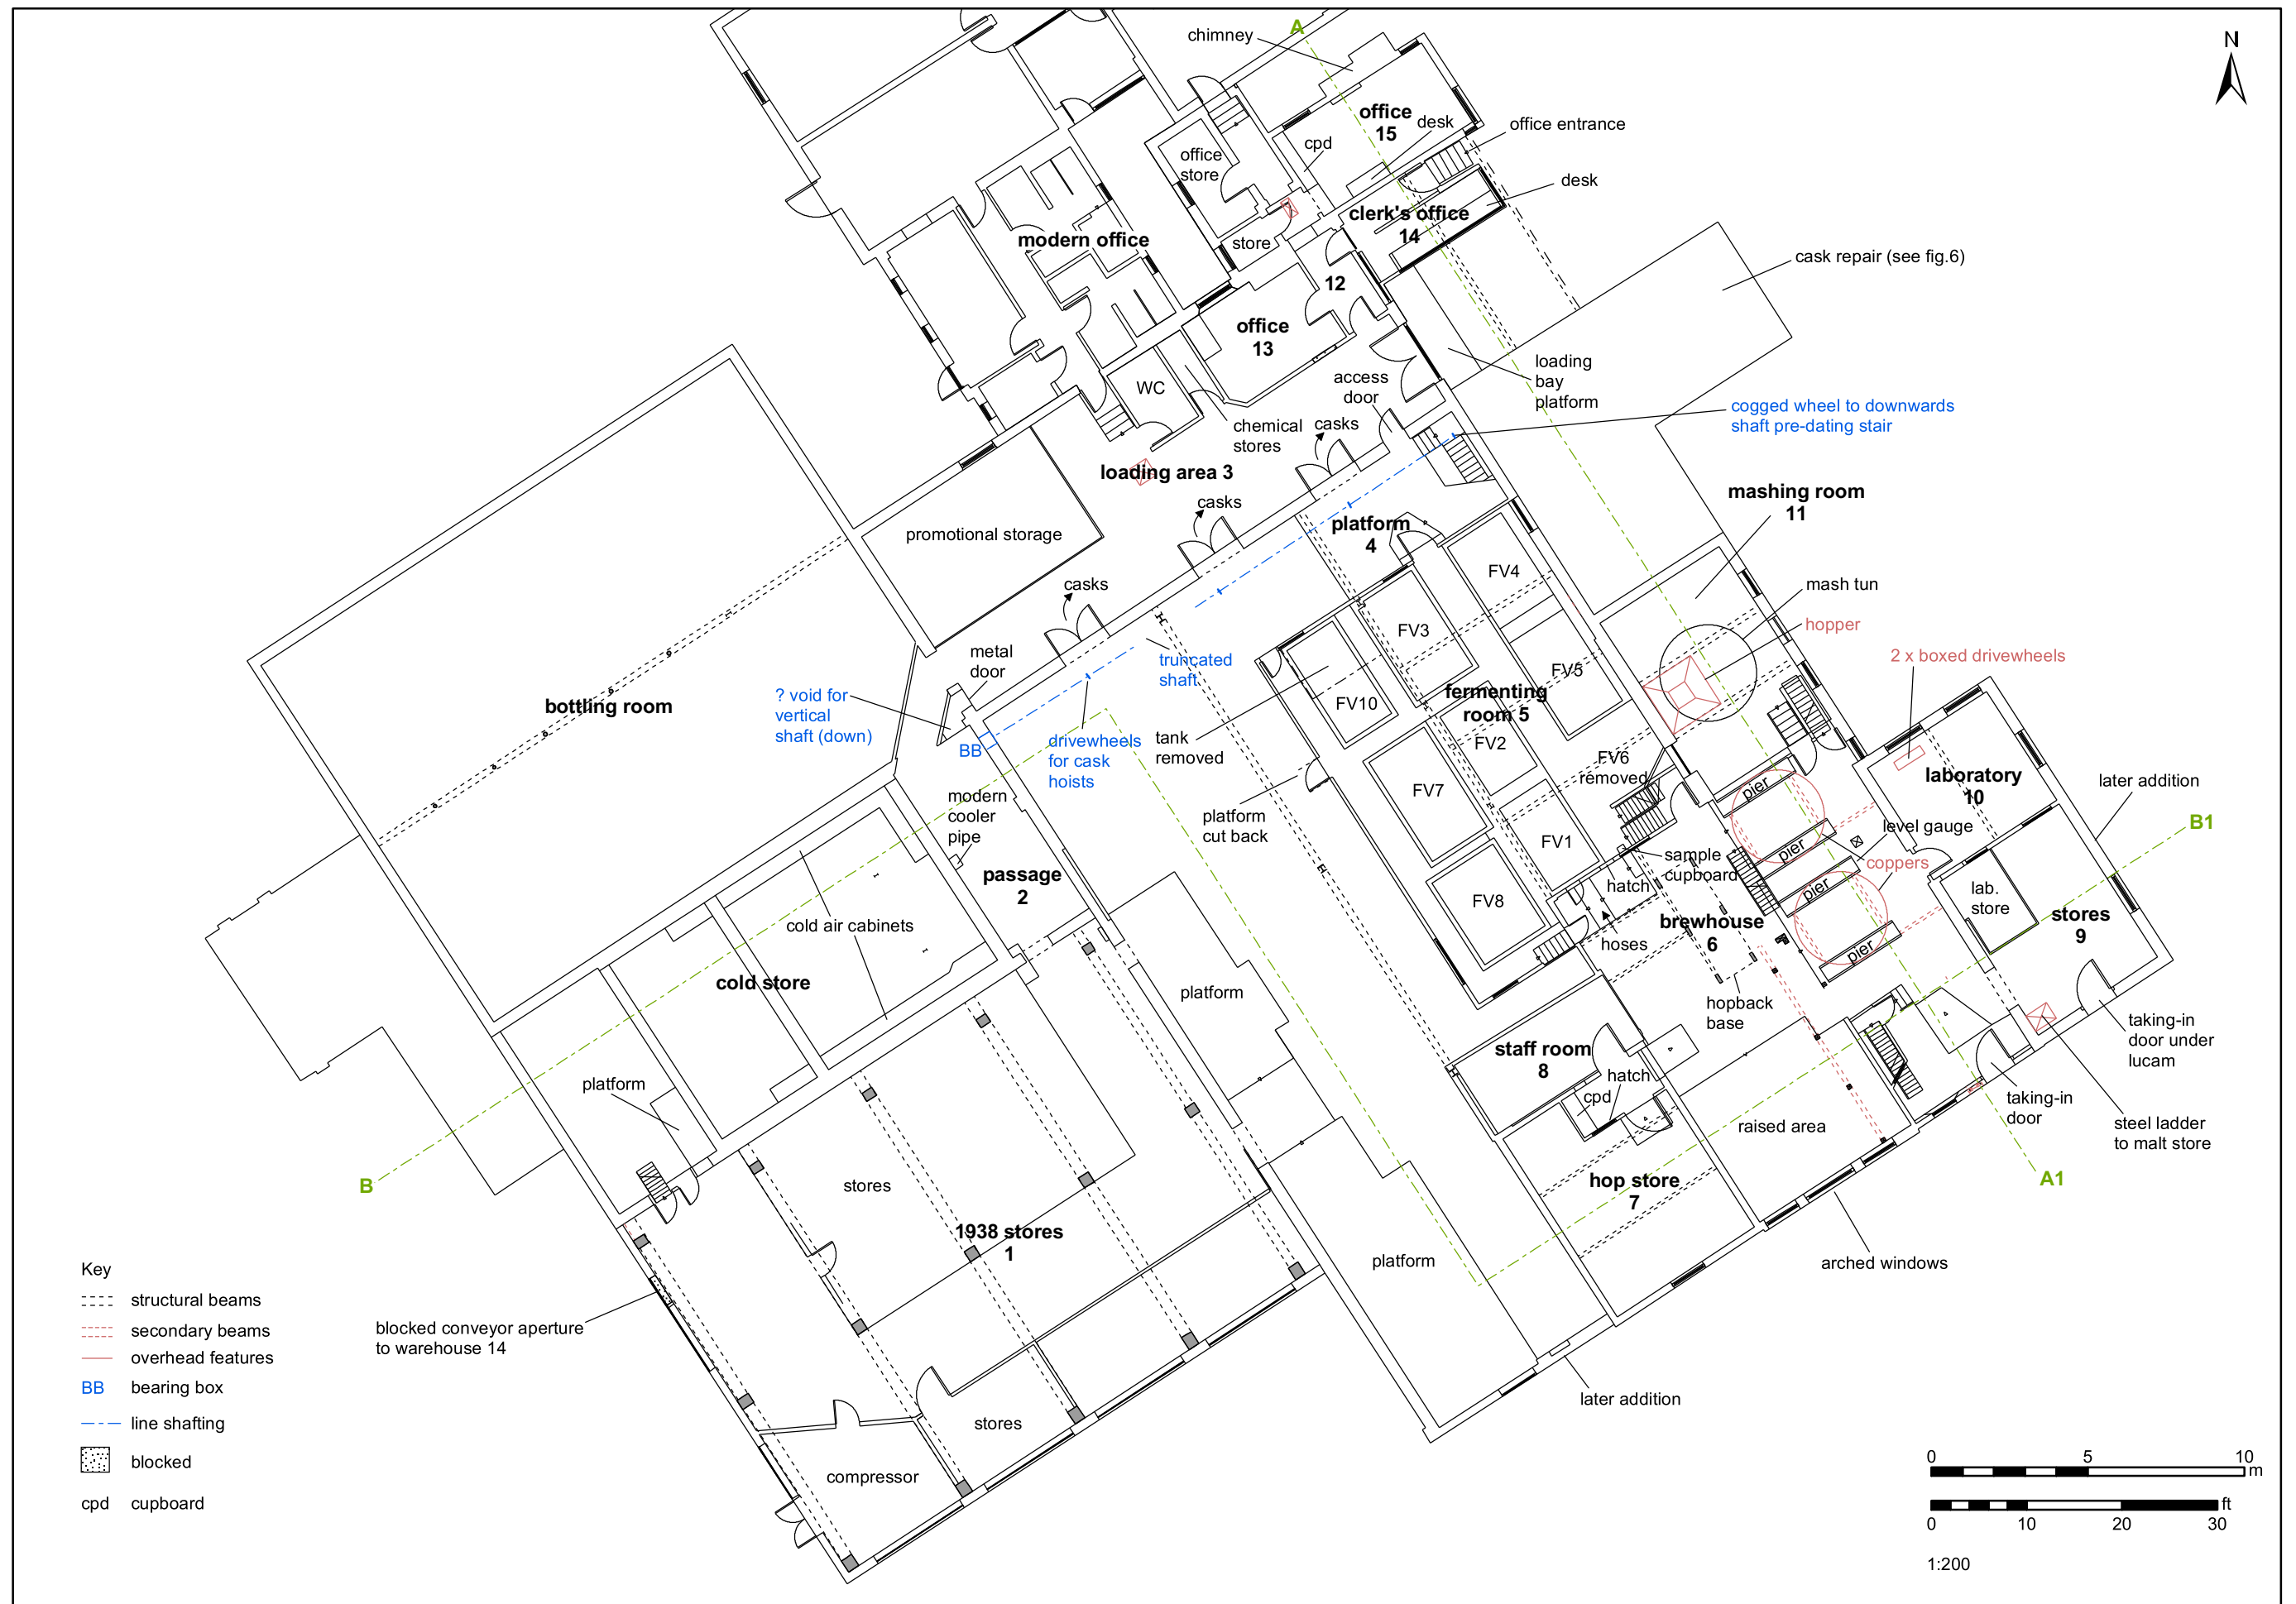 A
N
chimney
office
15
desk
office entrance
cpd
office
store
desk
clerk's office
14
modern office
store
cask repair (see fig.6)
12
office
13
loading
bay
platform
access
door
WC
cogged wheel to downwards
shaft pre-dating stair
chemical
stores
casks
loading area 3
mashing room
11
casks
promotional storage
platform
4
FV4
mash tun
casks
hopper
FV3
metal
door
truncated
shaft
2 x boxed drivewheels
FV5
fermenting
room 5
? void for
vertical
shaft (down)
bottling room
FV10
BB
drivewheels
for cask
hoists
tank
removed
FV2
FV6
removed
laboratory
10
later addition
pier
FV7
modern
cooler
pipe
platform
cut back
level gauge
B1
FV1
pier
sample
cupboard
coppers
passage
2
hatch
pier
lab.
store
FV8
cold air cabinets
brewhouse
6
stores
9
hoses
pier
cold store
platform
hopback
base
taking-in
door under
lucam
staff room
8
platform
hatch
cpd
taking-in
door
raised area
steel ladder
to malt store
B
stores
hop store
7
A1
1938 stores
1
platform
arched windows
Key
structural beams
secondary beams
overhead features
BB bearing box
line shafting
blocked
cpd cupboard
blocked conveyor aperture
to warehouse 14
later addition
stores
compressor
0 5 10
m
ft
0 10 20 30
1:200